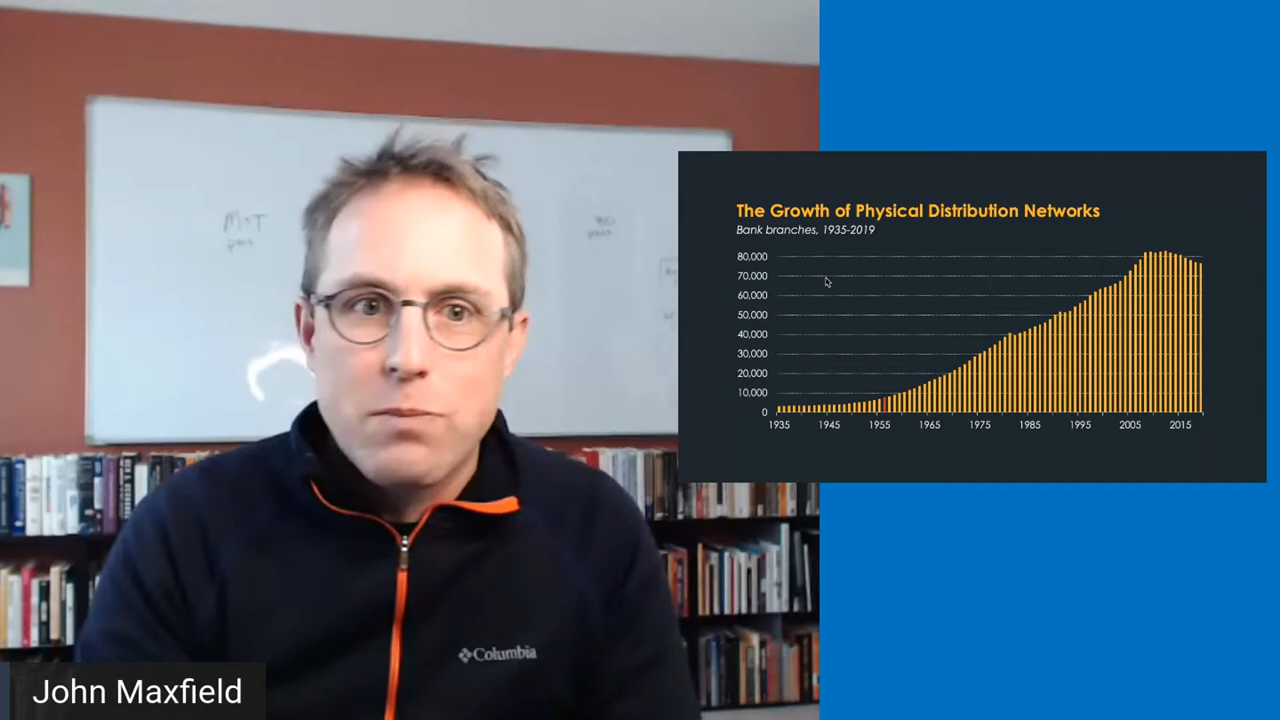 M&T
The Growth of Physical Distribution Networks
Bank branches, 1935-2019
80,000
70,000
60,000
50,000
40,000
30,000
20,000
10,000
0
1935 1945 1955 1965 1975 1985 1995 2005 2015
Columbia
John Maxfield